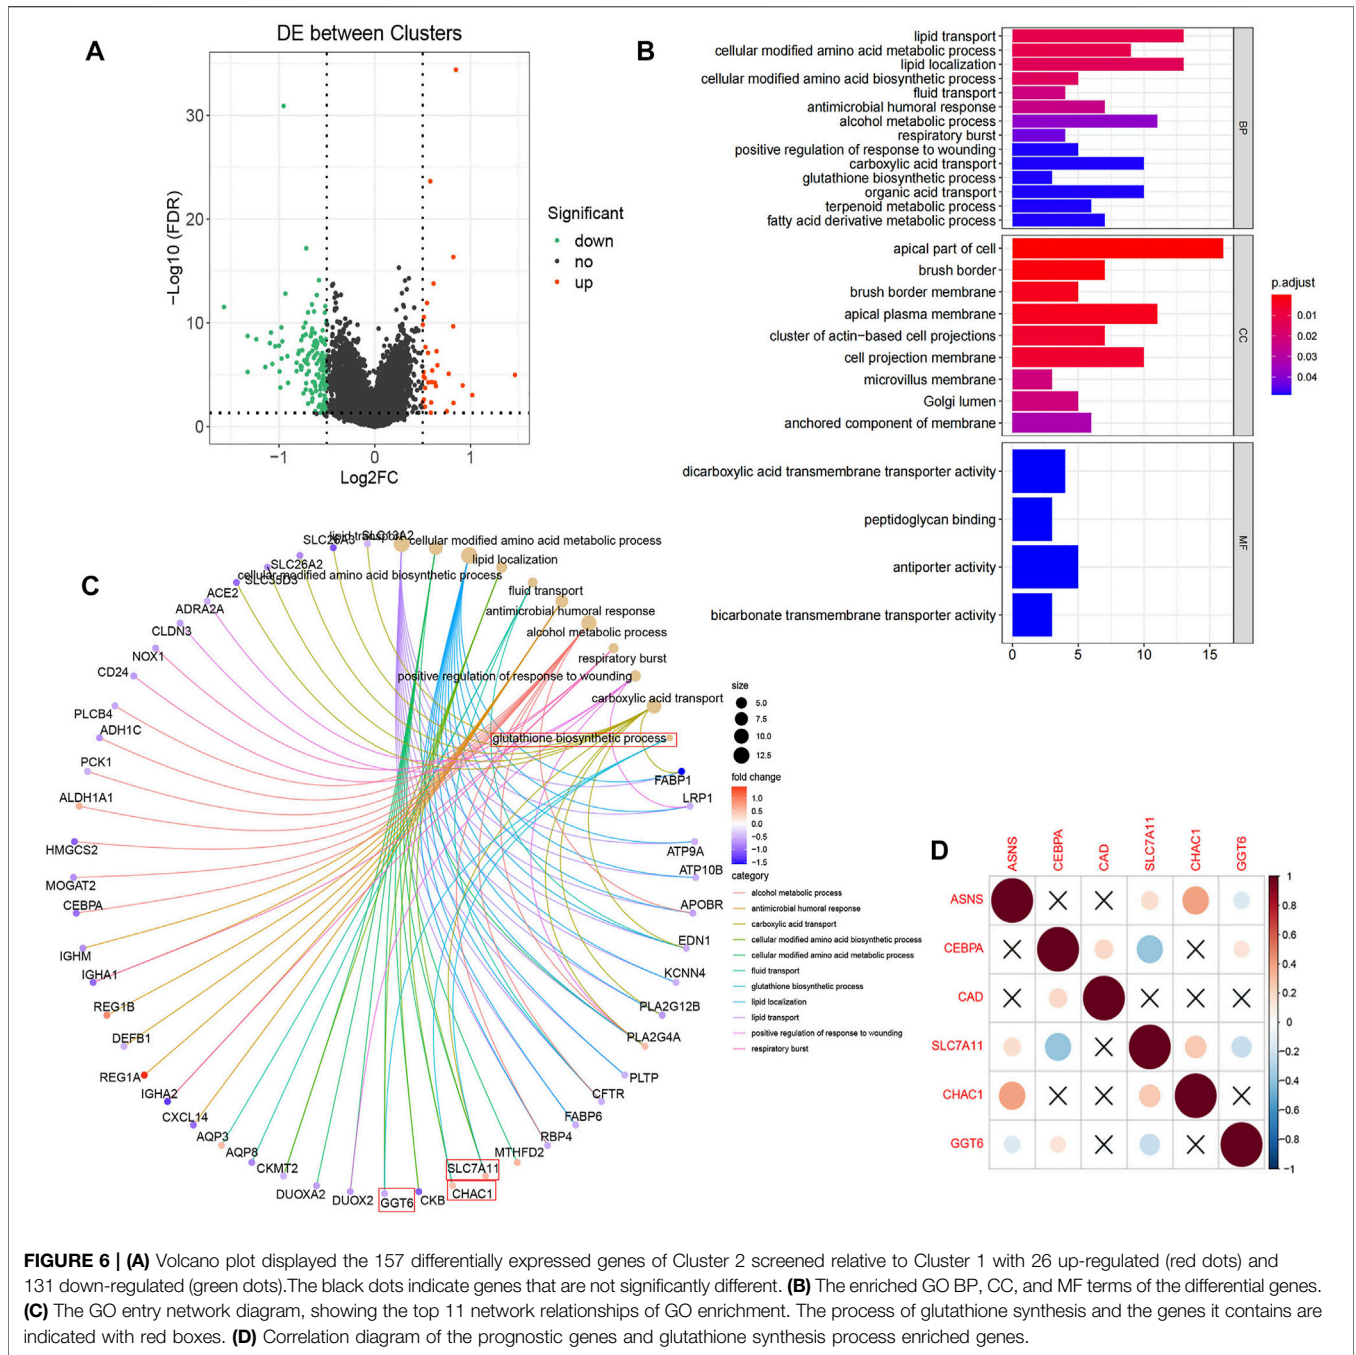 A
DE between Clusters
−Log10 (FDR)
30
20
10
0
−1
0
1
Log2FC
Significant
down
no
up
B
lipid transport
cellular modified amino acid metabolic process
lipid localization
cellular modified amino acid biosynthetic process
fluid transport
antimicrobial humoral response
alcohol metabolic process
respiratory burst
positive regulation of response to wounding
carboxylic acid transport
glutathione biosynthetic process
organic acid transport
terpenoid metabolic process
fatty acid derivative metabolic process
BP
apical part of cell
brush border
brush border membrane
apical plasma membrane
cluster of actin−based cell projections
cell projection membrane
microvillus membrane
Golgi lumen
anchored component of membrane
CC
dicarboxylic acid transmembrane transporter activity
peptidoglycan binding
antiporter activity
bicarbonate transmembrane transporter activity
MF
0
5
10
15
p.adjust
0.01
0.02
0.03
0.04
C
lipid transport
cellular modified amino acid metabolic process
lipid localization
cellular modified amino acid biosynthetic process
fluid transport
antimicrobial humoral response
alcohol metabolic process
respiratory burst
positive regulation of response to wounding
carboxylic acid transport
glutathione biosynthetic process
FABP1
LRP1
ATP9A
ATP10B
APOBR
EDN1
KCNN4
PLA2G12B
PLA2G4A
PLTP
CFTR
FABP6
RBP4
MTHFD2
SLC7A11
CHAC1
CKB
GGT6
DUOX2
DUOXA2
CKMT2
AQP8
AQP3
CXCL14
IGHA2
REG1A
DEFB1
REG1B
IGHA1
IGHM
CEBPA
MOGAT2
HMGCS2
ALDH1A1
PCK1
ADH1C
PLCB4
CD24
NOX1
CLDN3
ADRA2A
ACE2
SLC35D3
SLC26A2
SLC26A3
SLC13A2
size
5.0
7.5
10.0
12.5
fold change
1.0
0.5
0.0
−0.5
−1.0
−1.5
category
alcohol metabolic process
antimicrobial humoral response
carboxylic acid transport
cellular modified amino acid biosynthetic process
cellular modified amino acid metabolic process
fluid transport
glutathione biosynthetic process
lipid localization
lipid transport
positive regulation of response to wounding
respiratory burst
D
ASNS
CEBPA
CAD
SLC7A11
CHAC1
GGT6
ASNS
CEBPA
CAD
SLC7A11
CHAC1
GGT6
1
0.8
0.6
0.4
0.2
0
−0.2
−0.4
−0.6
−0.8
−1
FIGURE 6 | (A) Volcano plot displayed the 157 differentially expressed genes of Cluster 2 screened relative to Cluster 1 with 26 up-regulated (red dots) and
131 down-regulated (green dots).The black dots indicate genes that are not significantly different. (B) The enriched GO BP, CC, and MF terms of the differential genes.
(C) The GO entry network diagram, showing the top 11 network relationships of GO enrichment. The process of glutathione synthesis and the genes it contains are
indicated with red boxes. (D) Correlation diagram of the prognostic genes and glutathione synthesis process enriched genes.